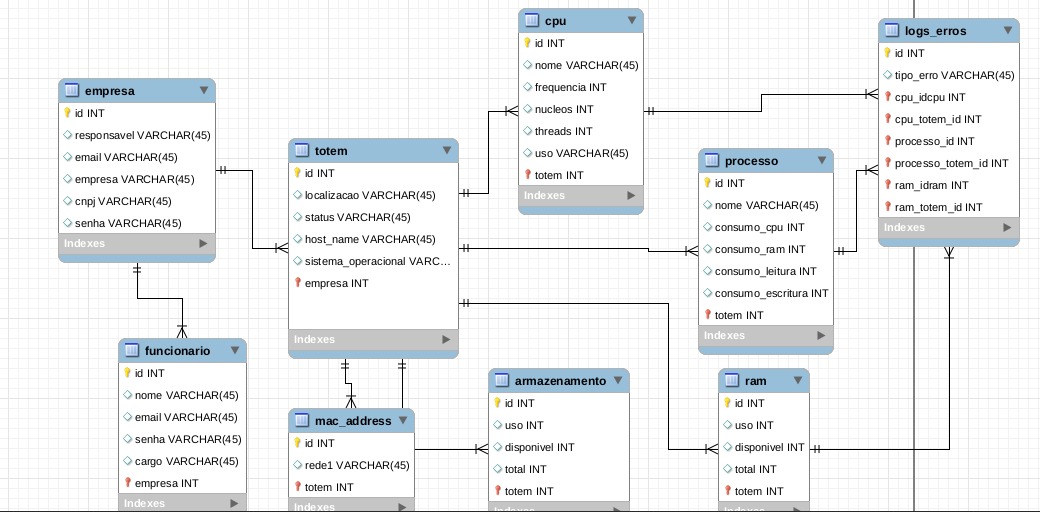 empresa
id INT
responsavel VARCHAR(45)
email VARCHAR(45)
empresa VARCHAR(45)
cnpj VARCHAR(45)
senha VARCHAR(45)
Indexes
funcionario
id INT
nome VARCHAR(45)
email VARCHAR(45)
senha VARCHAR(45)
cargo VARCHAR(45)
empresa INT
Indexes
totem
id INT
localizacao VARCHAR(45)
status VARCHAR(45)
host_name VARCHAR(45)
sistema_operacional VARC...
empresa INT
Indexes
mac_address
id INT
rede1 VARCHAR(45)
totem INT
Indexes
cpu
id INT
nome VARCHAR(45)
frequencia INT
nucleos INT
threads INT
uso VARCHAR(45)
totem INT
Indexes
armazenamento
id INT
uso INT
disponivel INT
total INT
totem INT
Indexes
processo
id INT
nome VARCHAR(45)
consumo_cpu INT
consumo_ram INT
consumo_leitura INT
consumo_escritura INT
totem INT
Indexes
ram
id INT
uso INT
disponivel INT
total INT
totem INT
Indexes
logs_erros
id INT
tipo_erro VARCHAR(45)
cpu_idcpu INT
cpu_totem_id INT
processo_id INT
processo_totem_id INT
ram_idram INT
ram_totem_id INT
Indexes